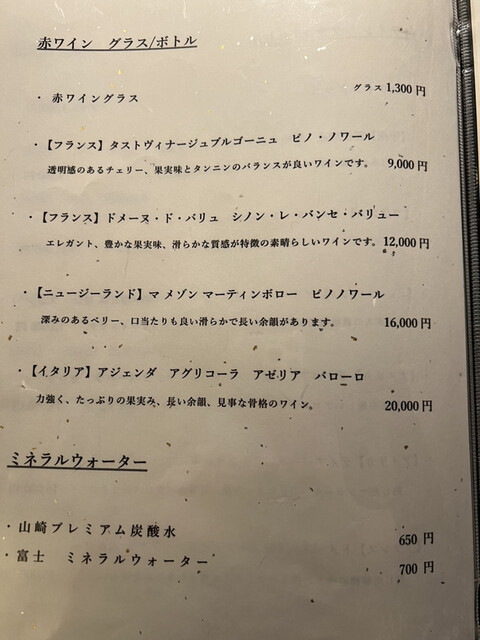 赤ワイン グラス/ボトル
・ 赤ワイングラス グラス 1,300 円
・【フランス】タストヴィナージュブルゴーニュ ピノ・ノワール
透明感のあるチェリー、果実味とタンニンのバランスが良いワインです。 9,000 円
・【フランス】ドメーヌ・ド・バリュ シノン・レ・バンセ・バリュー
エレガント、豊かな果実味、滑らかな質感が特徴の素晴らしいワインです。 12,000 円
・【ニュージーランド】マ メゾン マーティンボロー ピノノワール
深みのあるベリー、口当たりも良い滑らかで長い余韻があります。 16,000 円
・【イタリア】アジェンダ アグリコーラ アゼリア バローロ
力強く、たっぷりの果実み、長い余韻、見事な骨格のワイン。 20,000 円
ミネラルウォーター
・山崎プレミアム炭酸水 650 円
・富士 ミネラルウォーター 700 円